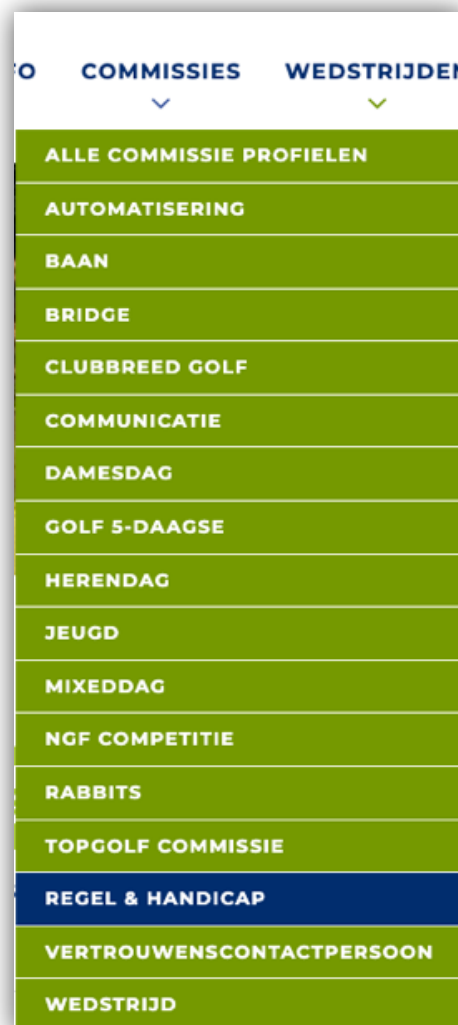 FO COMMISSIES WEDSTRIJDEN
ALLE COMMISSIE PROFIELEN
AUTOMATISERING
BAAN
BRIDGE
CLUBBREED GOLF
COMMUNICATIE
DAMESDAG
GOLF 5-DAAGSE
HERENDAG
JEUGD
MIXEDDAG
NGF COMPETITIE
RABBITS
TOPGOLF COMMISSIE
REGEL & HANDICAP
VERTROUWENSCONTACTPERSOON
WEDSTRIJD